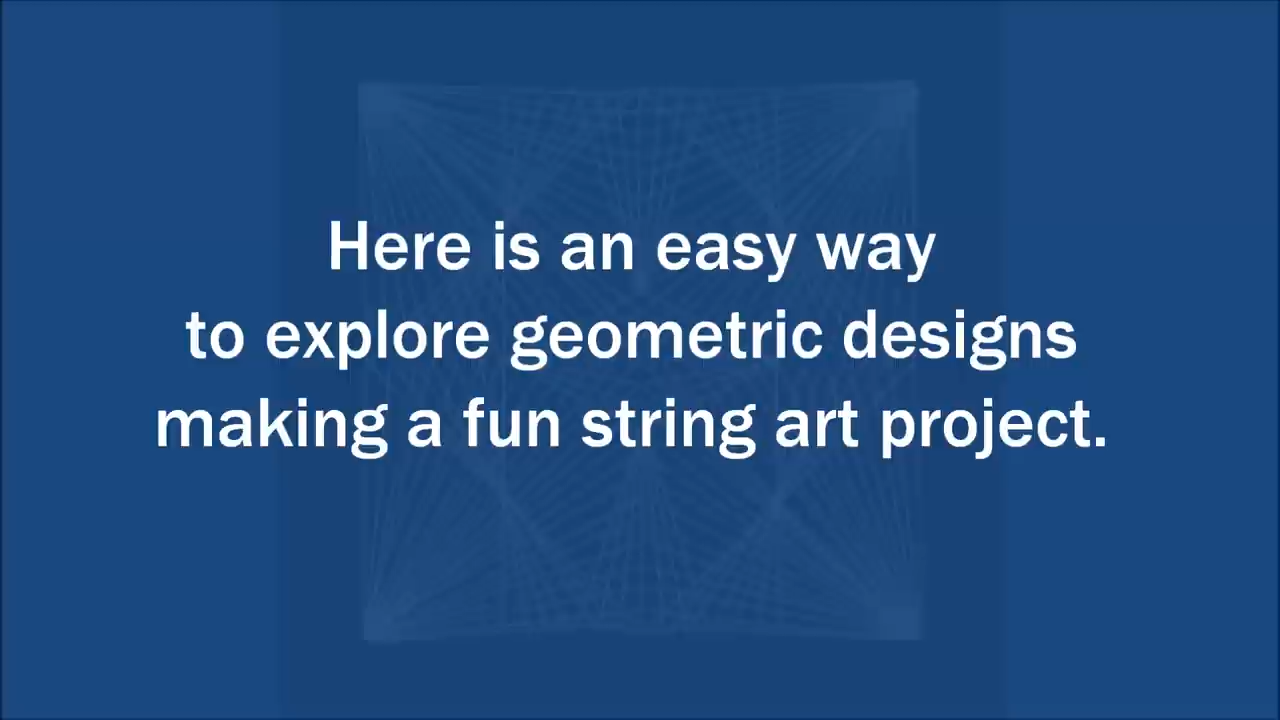 Here is an easy way
to explore geometric designs
making a fun string art project.